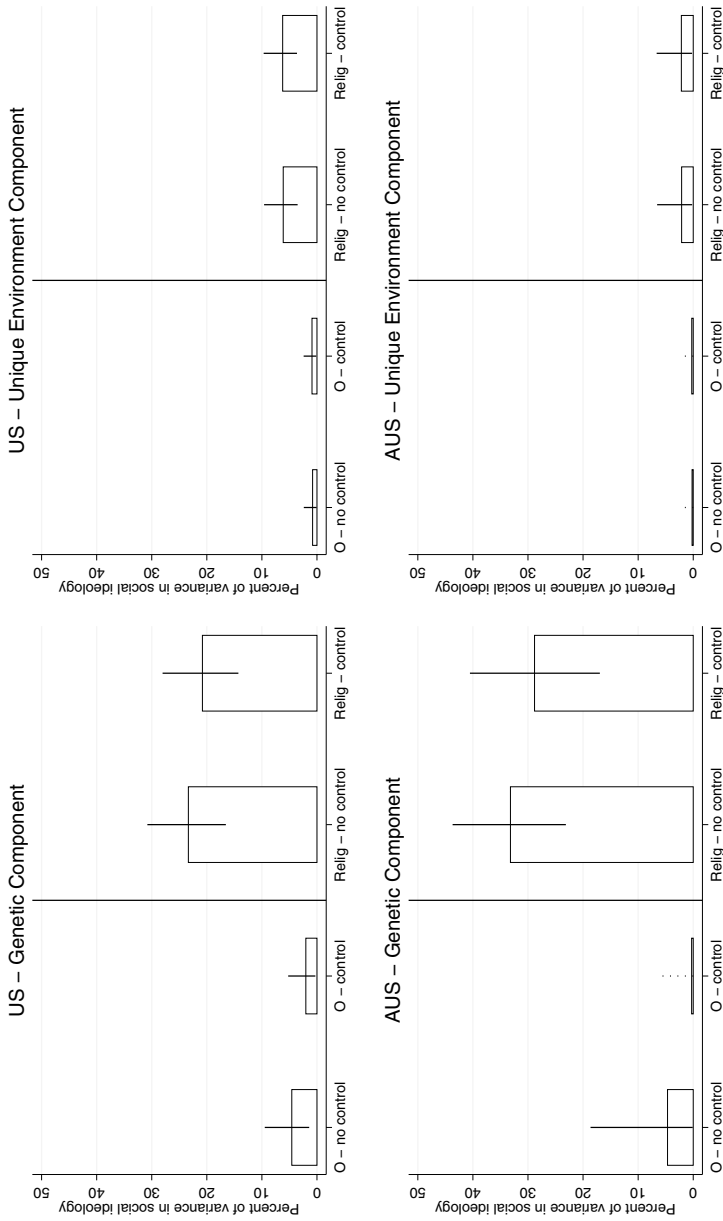 US – Genetic Component
Percent of variance in social ideology
0
10
20
30
40
50
O – no control
O – control
Relig – no control
Relig – control
US – Unique Environment Component
Percent of variance in social ideology
0
10
20
30
40
50
O – no control
O – control
Relig – no control
Relig – control
AUS – Genetic Component
Percent of variance in social ideology
0
10
20
30
40
50
O – no control
O – control
Relig – no control
Relig – control
AUS – Unique Environment Component
Percent of variance in social ideology
0
10
20
30
40
50
O – no control
O – control
Relig – no control
Relig – control